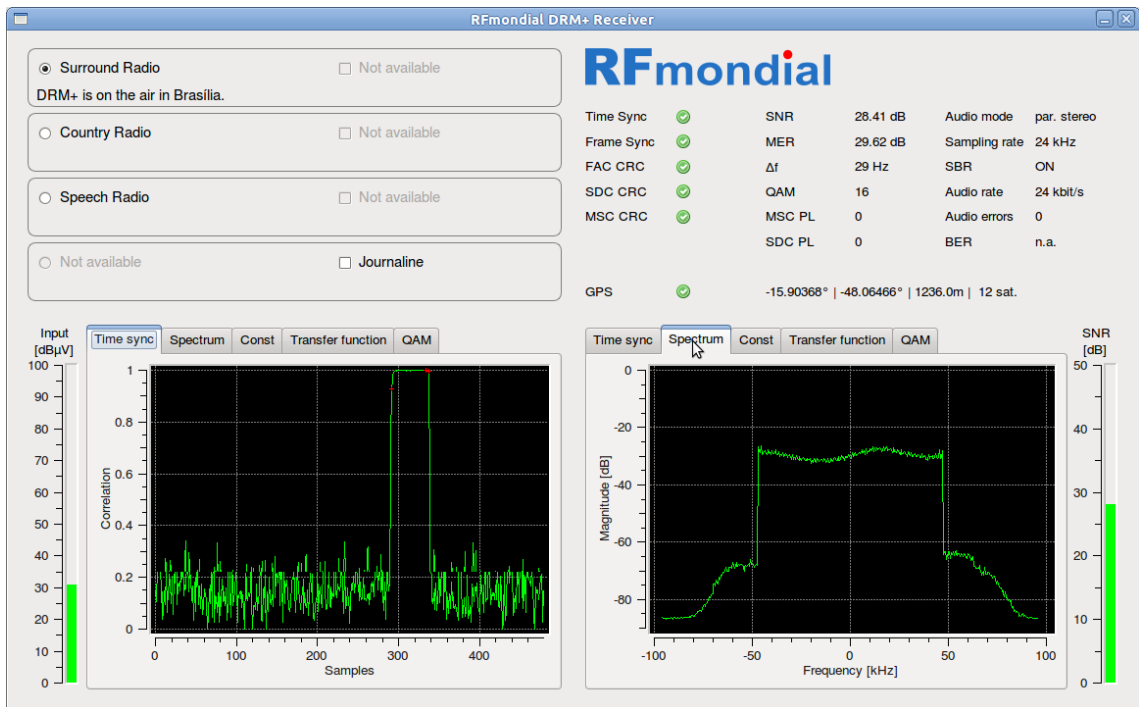 RFmondial DRM+ Receiver
Surround Radio Not available
DRM+ is on the air in Brasília.
Country Radio Not available
Speech Radio Not available
Not available Journaline
RFmondial
Time Sync SNR 28.41 dB Audio mode par. stereo
Frame Sync MER 29.62 dB Sampling rate 24 kHz
FAC CRC Δf 29 Hz SBR ON
SDC CRC QAM 16 Audio rate 24 kbit/s
MSC CRC MSC PL 0 Audio errors 0
SDC PL 0 BER n.a.
GPS -15.90368° | -48.06466° | 1236.0m | 12 sat.
Input
[dBµV]
100
90
80
70
60
50
40
30
20
10
0
Time sync Spectrum Const Transfer function QAM
Correlation
1
0.8
0.6
0.4
0.2
0
0 100 200 300 400
Samples
Time sync Spectrum Const Transfer function QAM
Magnitude [dB]
0
-20
-40
-60
-80
-100 -50 0 50 100
Frequency [kHz]
SNR
[dB]
50
40
30
20
10
0